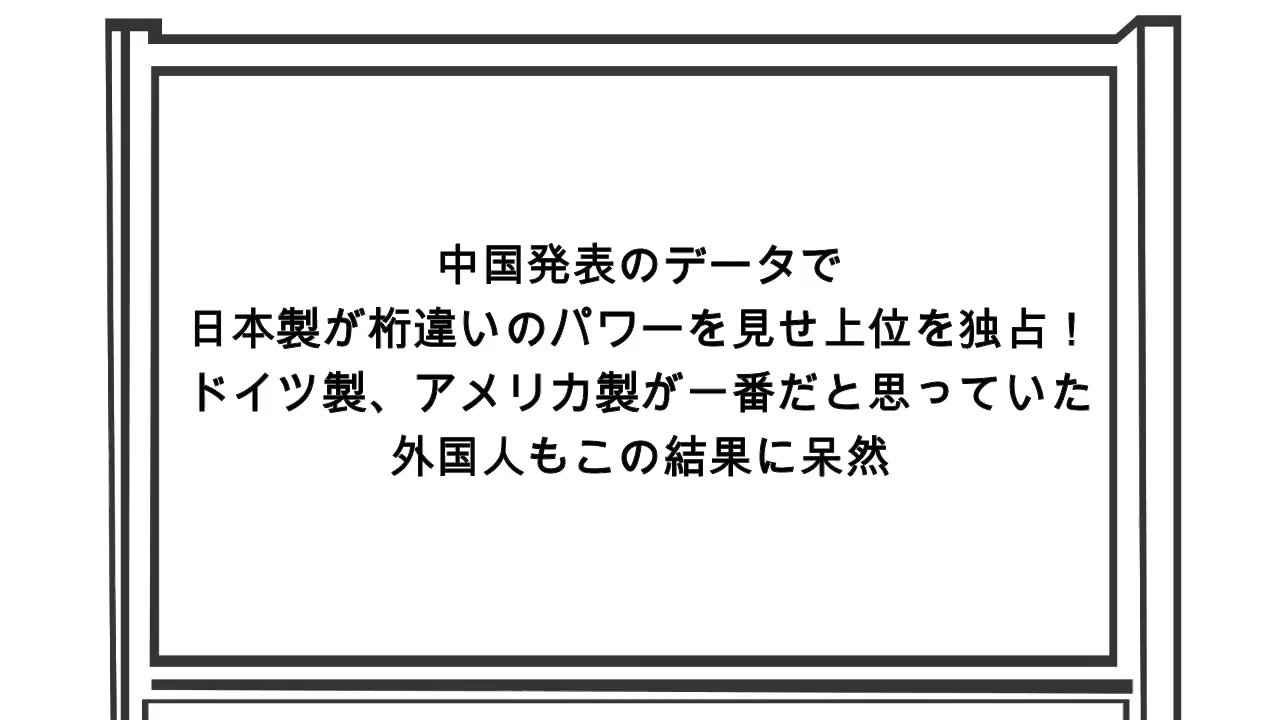 中国発表のデータで
日本製が桁違いのパワーを見せ上位を独占！
ドイツ製、アメリカ製が一番だと思っていた
外国人もこの結果に呆然